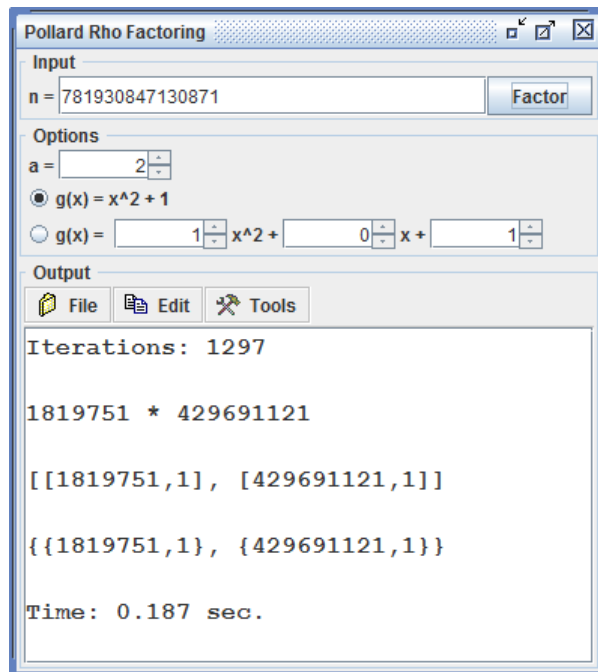 Pollard Rho Factoring
Input
n = 781930847130871 Factor
Options
a = 2
g(x) = x^2 + 1
g(x) = 1 x^2 + 0 x + 1
Output
File Edit Tools
Iterations: 1297
1819751 * 429691121
[[1819751,1], [429691121,1]]
{{1819751,1}, {429691121,1}}
Time: 0.187 sec.